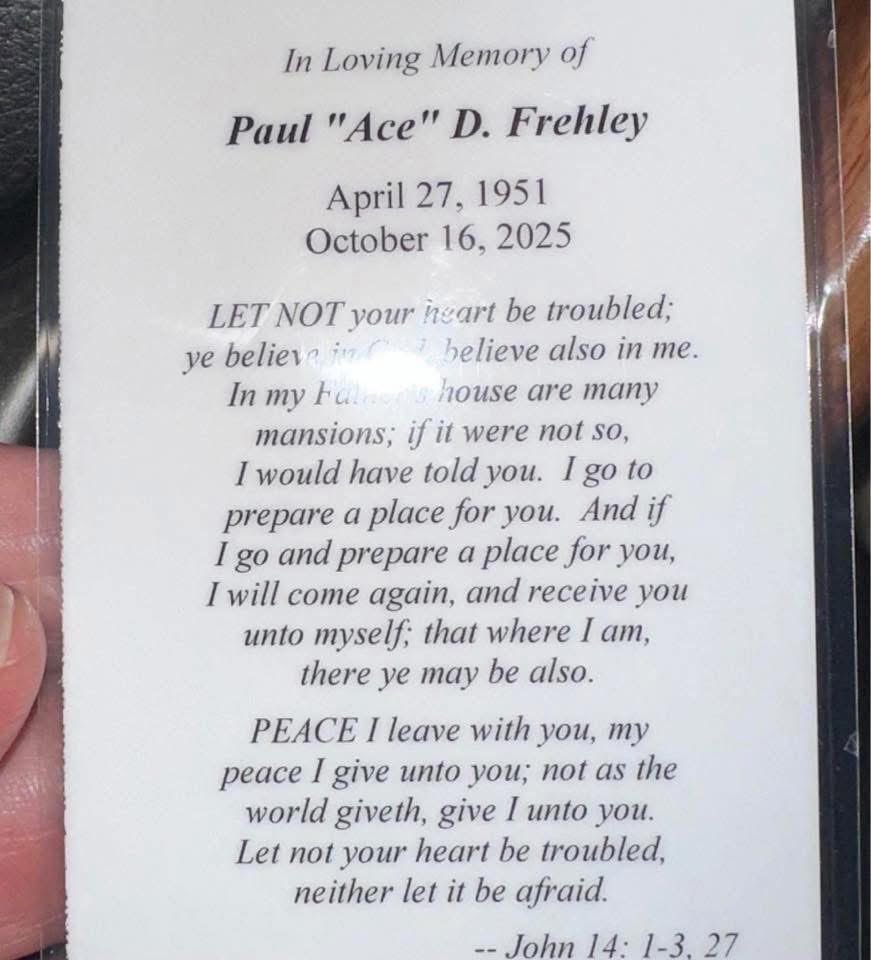 In Loving Memory of
Paul "Ace" D. Frehley
April 27, 1951
October 16, 2025
LET NOT your heart be troubled;
ye believe in God, believe also in me.
In my Father's house are many
mansions; if it were not so,
I would have told you. I go to
prepare a place for you. And if
I go and prepare a place for you,
I will come again, and receive you
unto myself; that where I am,
there ye may be also.
PEACE I leave with you, my
peace I give unto you; not as the
world giveth, give I unto you.
Let not your heart be troubled,
neither let it be afraid.
-- John 14: 1-3, 27